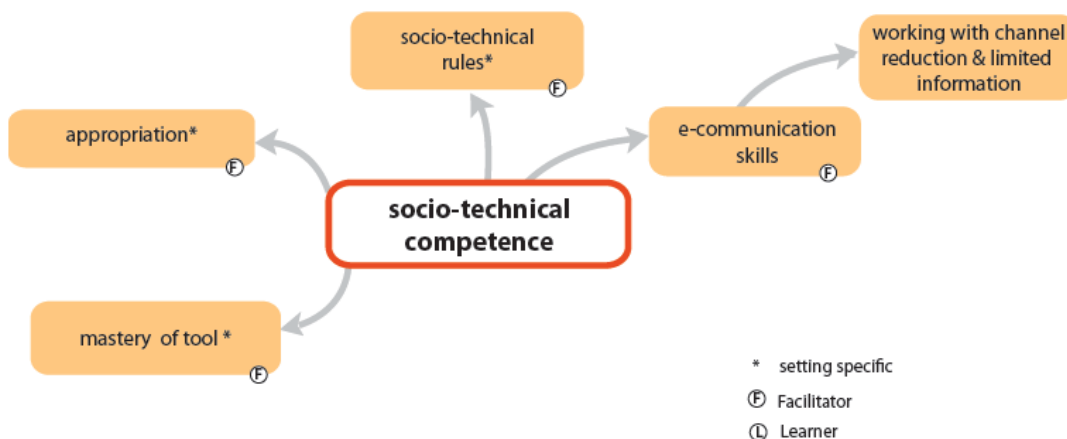 socio-technical
rules*
Ⓕ
working with channel
reduction & limited
information
appropriation*
Ⓕ
e-communication
skills
Ⓕ
socio-technical
competence
mastery of tool *
Ⓕ
* setting specific
Ⓕ Facilitator
Ⓛ Learner